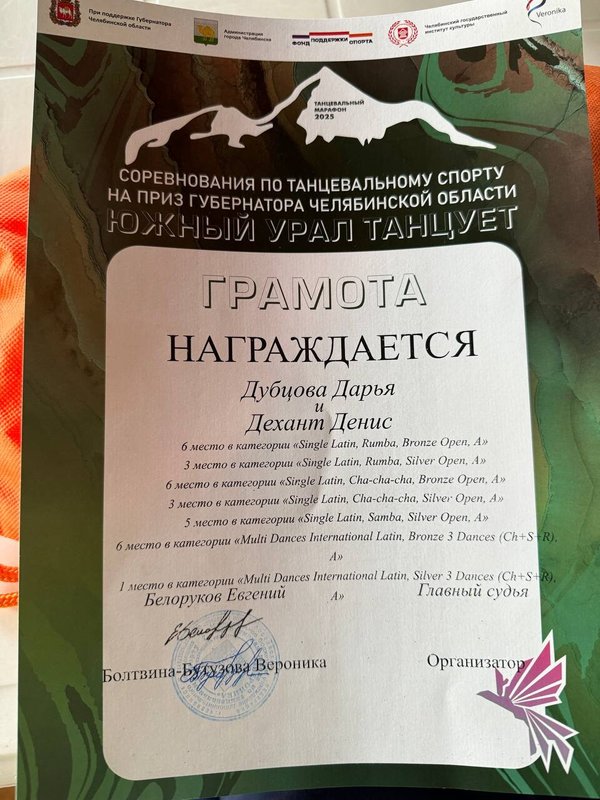 При поддержке Губернатора
Челябинской области
Администрация
города Челябинска
ФОНД ПОДДЕРЖКИ СПОРТА
Челябинский государственный
институт культуры
Veronika
ТАНЦЕВАЛЬНЫЙ
МАРАФОН
2025
СОРЕВНОВАНИЯ ПО ТАНЦЕВАЛЬНОМУ СПОРТУ
НА ПРИЗ ГУБЕРНАТОРА ЧЕЛЯБИНСКОЙ ОБЛАСТИ
ЮЖНЫЙ УРАЛ ТАНЦУЕТ
ГРАМОТА
НАГРАЖДАЕТСЯ
Дубцова Дарья
и
Дехант Денис
6 место в категории «Single Latin, Rumba, Bronze Open, A»
3 место в категории «Single Latin, Rumba, Silver Open, A»
6 место в категории «Single Latin, Cha-cha-cha, Bronze Open, A»
3 место в категории «Single Latin, Cha-cha-cha, Silver Open, A»
5 место в категории «Single Latin, Samba, Silver Open, A»
6 место в категории «Multi Dances International Latin, Bronze 3 Dances (Ch+S+R),
A»
1 место в категории «Multi Dances International Latin, Silver 3 Dances (Ch+S+R),
A»
Белоруков Евгений Главный судья
Болтвина-Бутузова Вероника Организатор